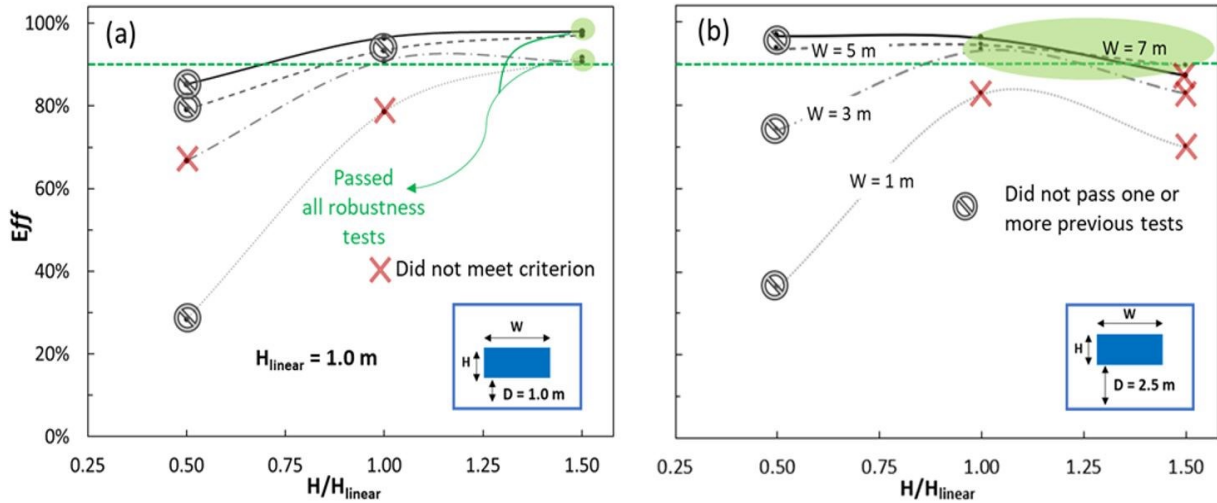 (a)
100%
80%
60%
40%
20%
0%
Eff
Passed
all robustness
tests
Did not meet criterion
H_linear = 1.0 m
W
H
D = 1.0 m
0.25
0.50
0.75
1.00
1.25
1.50
H/H_linear
(b)
W = 5 m
W = 7 m
W = 3 m
W = 1 m
Did not pass one or
more previous tests
W
H
D = 2.5 m
0.25
0.50
0.75
1.00
1.25
1.50
H/H_linear